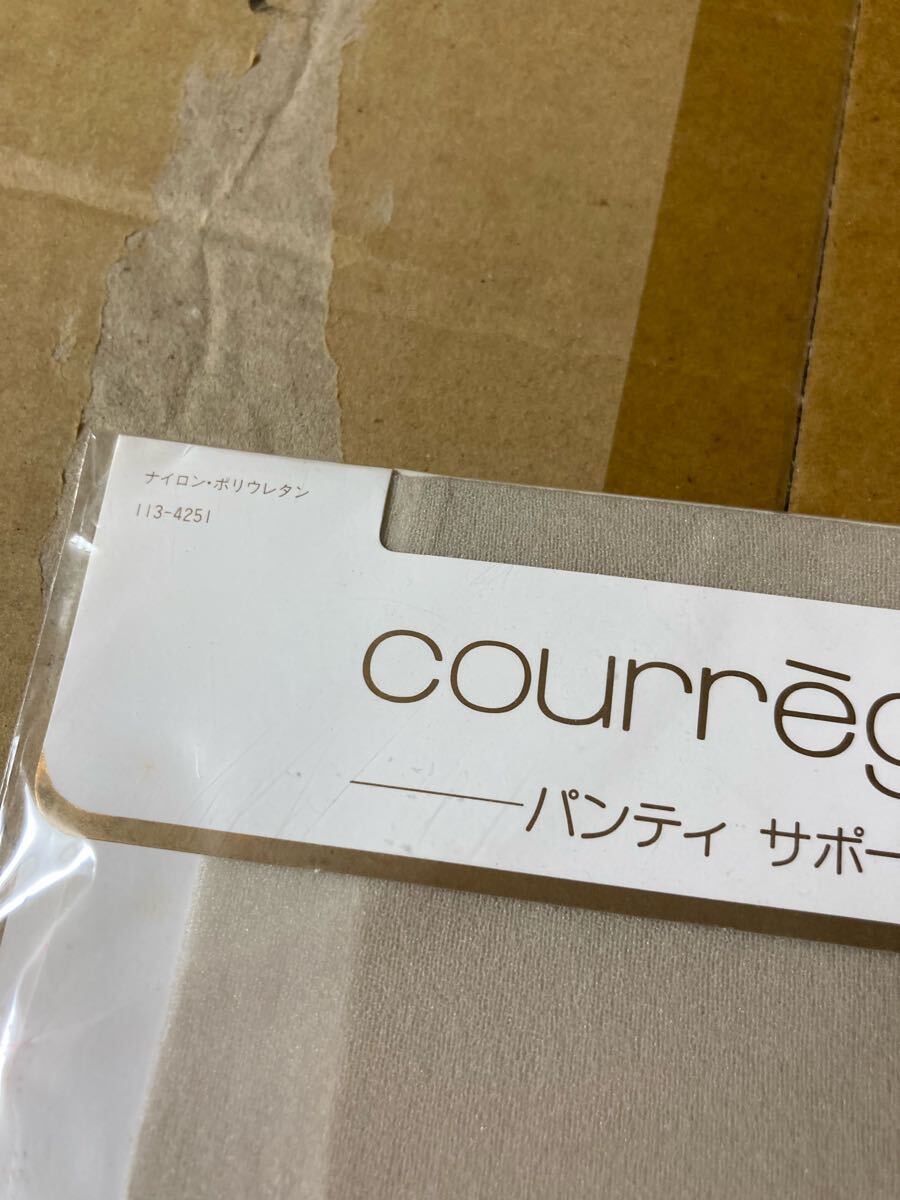 ナイロン・ポリウレタン
113-4251
courrēg
パンティ サポー